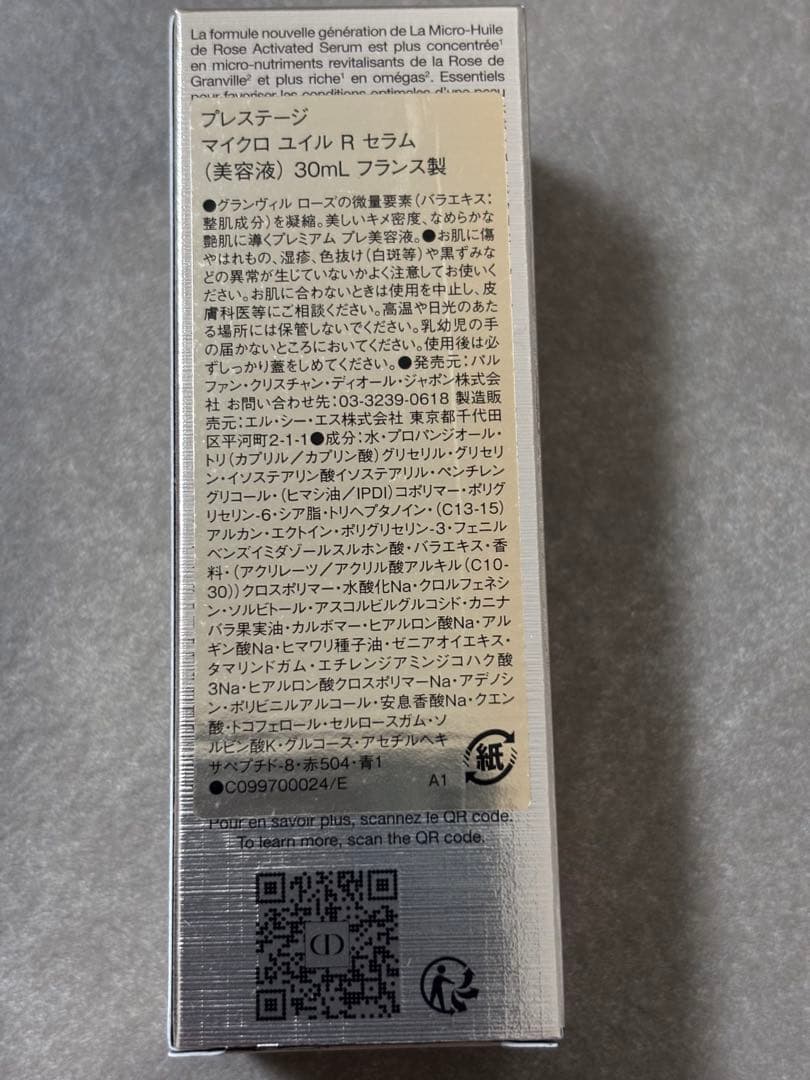 La formule nouvelle génération de La Micro-Huile
de Rose Activated Serum est plus concentrée¹
en micro-nutriments revitalisants de la Rose de
Granville² et plus riche¹ en omégas². Essentiels
pour favoriser les conditions optimales d'une peau
プレステージ
マイクロ ユイル R セラム
(美容液) 30mL フランス製
●グランヴィル ローズの微量要素(バラエキス:
整肌成分)を凝縮。美しいキメ密度、なめらかな
艶肌に導くプレミアム プレ美容液。●お肌に傷
やはれもの、湿疹、色抜け(白斑等)や黒ずみな
どの異常が生じていないかよく注意してお使いく
ださい。お肌に合わないときは使用を中止し、皮
膚科医等にご相談ください。高温や日光のあた
る場所には保管しないでください。乳幼児の手
の届かないところにおいてください。使用後は必
ずしっかり蓋をしめてください。●発売元:パル
ファン・クリスチャン・ディオール・ジャポン株式会
社 お問い合わせ先:03-3239-0618 製造販
売元:エル・シー・エス株式会社 東京都千代田
区平河町2-1-1●成分:水・プロパンジオール・
トリ(カプリル/カプリン酸)グリセリル・グリセリ
ン・イソステアリン酸イソステアリル・ペンチレン
グリコール・(ヒマシ油/IPDI)コポリマー・ポリグ
リセリン-6・シア脂・トリヘプタノイン・(C13-15)
アルカン・エクトイン・ポリグリセリン-3・フェニル
ベンズイミダゾールスルホン酸・バラエキス・香
料・(アクリレーツ/アクリル酸アルキル(C10-
30))クロスポリマー・水酸化Na・クロルフェネシ
ン・ソルビトール・アスコルビルグルコシド・カニナ
バラ果実油・カルボマー・ヒアルロン酸Na・アル
ギン酸Na・ヒマワリ種子油・ゼニアオイエキス・
タマリンドガム・エチレンジアミンジコハク酸
3Na・ヒアルロン酸クロスポリマーNa・アデノシ
ン・ポリビニルアルコール・安息香酸Na・クエン
酸・トコフェロール・セルロースガム・ソ
ルビン酸K・グルコース・アセチルヘキ
サペプチド-8・赤504・青1
紙
●C099700024/E A1
Pour en savoir plus, scannez le QR code.
To learn more, scan the QR code.
CD